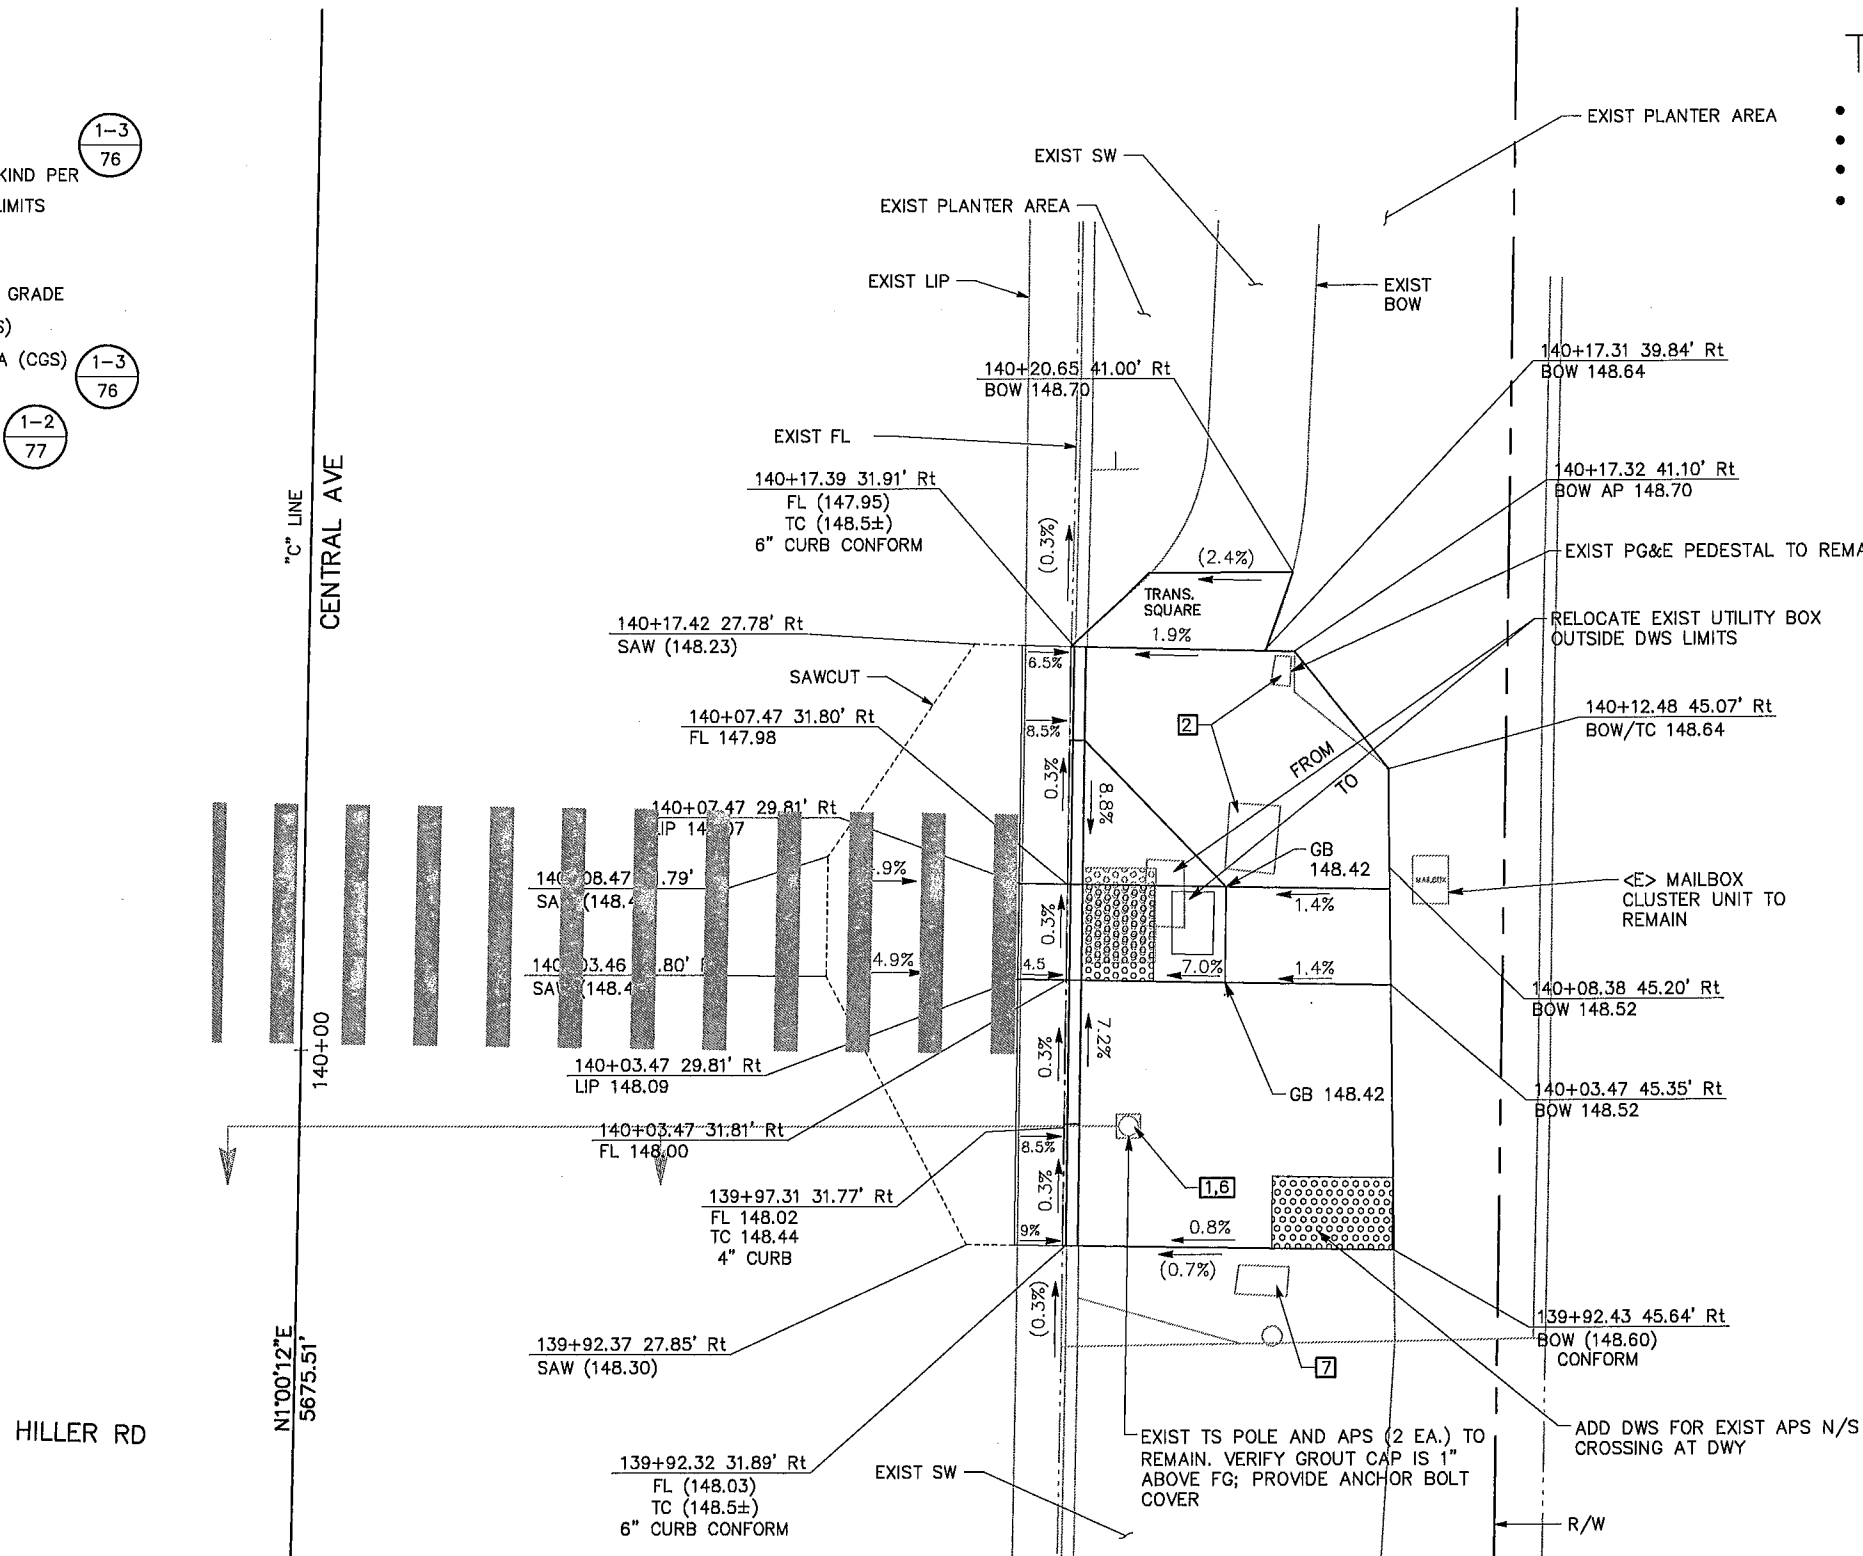 1-3
76
KIND PER
LIMITS
GRADE
A (CGS)
1-3
76
1-2
77
"C" LINE
CENTRAL AVE
140+00
N1°00'12"E
5675.51'
HILLER RD
EXIST PLANTER AREA
EXIST SW
EXIST PLANTER AREA
EXIST LIP
EXIST
BOW
140+20.65 41.00' Rt
BOW 148.70
140+17.31 39.84' Rt
BOW 148.64
EXIST FL
140+17.39 31.91' Rt
FL (147.95)
TC (148.5±)
6" CURB CONFORM
(0.3%)
(2.4%)
TRANS.
SQUARE
1.9%
140+17.32 41.10' Rt
BOW AP 148.70
EXIST PG&E PEDESTAL TO REMA
RELOCATE EXIST UTILITY BOX
OUTSIDE DWS LIMITS
140+17.42 27.78' Rt
SAW (148.23)
SAWCUT
6.5%
8.5%
140+07.47 31.80' Rt
FL 147.98
2
FROM
TO
140+12.48 45.07' Rt
BOW/TC 148.64
0.3%
8.8%
140+07.47 29.81' Rt
GB
148.42
MAILBOX
<E> MAILBOX
CLUSTER UNIT TO
REMAIN
.79'
.9%
0.3%
1.4%
.80'
4.9%
4.5
7.0%
1.4%
140+08.38 45.20' Rt
BOW 148.52
140+03.47 29.81' Rt
LIP 148.09
0.3%
7.2%
GB 148.42
140+03.47 45.35' Rt
BOW 148.52
140+03.47 31.81' Rt
FL 148.00
8.5%
0.3%
1,6
139+97.31 31.77' Rt
FL 148.02
TC 148.44
4" CURB
9%
0.8%
(0.7%)
(0.3%)
139+92.37 27.85' Rt
SAW (148.30)
7
139+92.43 45.64' Rt
BOW (148.60)
CONFORM
139+92.32 31.89' Rt
FL (148.03)
TC (148.5±)
6" CURB CONFORM
EXIST SW
EXIST TS POLE AND APS (2 EA.) TO
REMAIN. VERIFY GROUT CAP IS 1"
ABOVE FG; PROVIDE ANCHOR BOLT
COVER
ADD DWS FOR EXIST APS N/S
CROSSING AT DWY
R/W